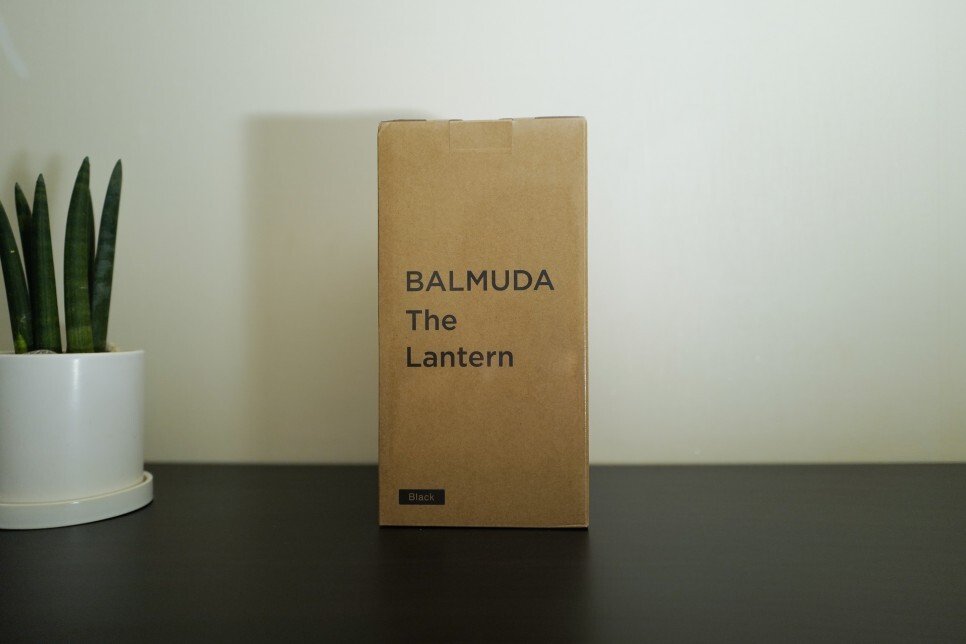 BALMUDA
The
Lantern
Black